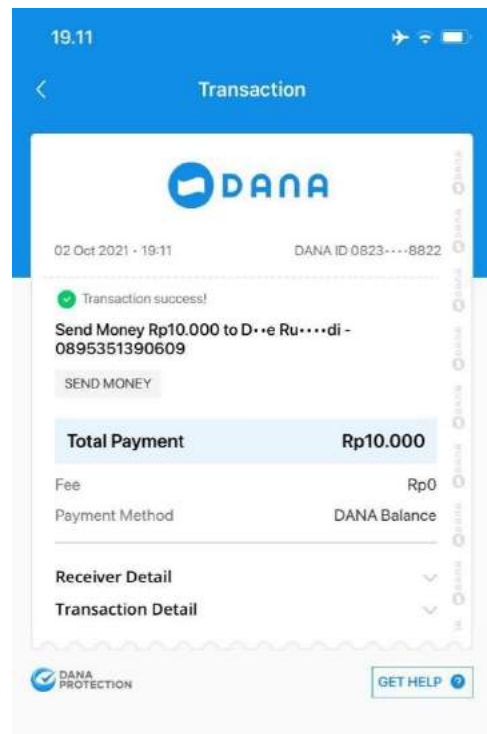 19.11
Transaction
DANA
02 Oct 2021 - 19:11 DANA ID 0823••••8822
Transaction success!
Send Money Rp10.000 to D••e Ru••••di -
0895351390609
SEND MONEY
Total Payment Rp10.000
Fee Rp0
Payment Method DANA Balance
Receiver Detail
Transaction Detail
DANA
PROTECTION
GET HELP